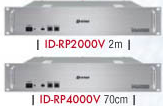 | ID-RP2000V 2m |
| ID-RP4000V 70cm |